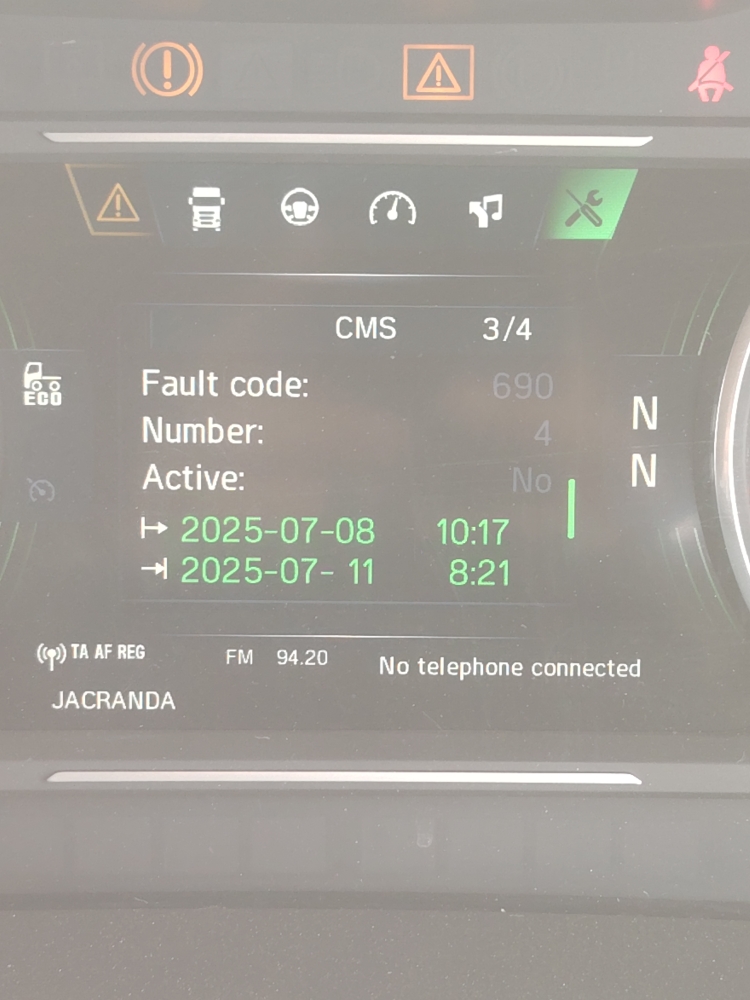 CMS 3/4
Fault code: 690
Number: 4
Active: No
2025-07-08 10:17
2025-07- 11 8:21
ECO
N
N
TA AF REG FM 94.20 No telephone connected
JACRANDA